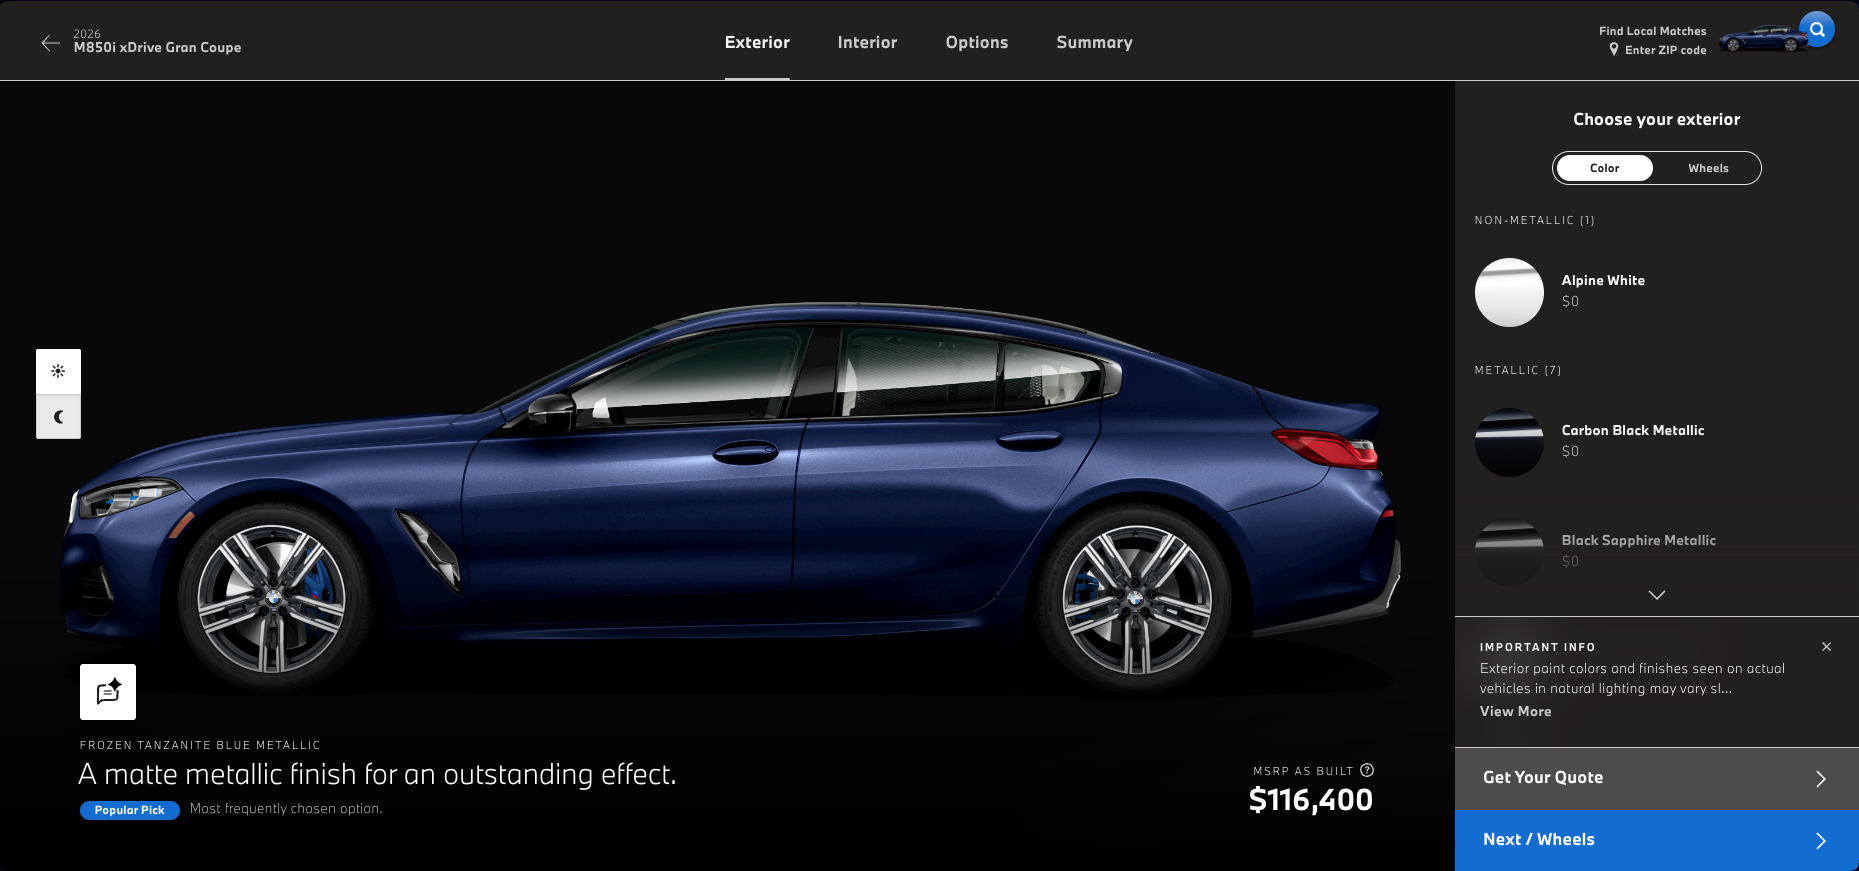 2026
M850i xDrive Gran Coupe
Exterior
Interior
Options
Summary
Find Local Matches
Enter ZIP code
Choose your exterior
Color
Wheels
NON-METALLIC (1)
Alpine White
$0
METALLIC (7)
Carbon Black Metallic
$0
Black Sapphire Metallic
$0
IMPORTANT INFO
Exterior paint colors and finishes seen on actual
vehicles in natural lighting may vary sl...
View More
FROZEN TANZANITE BLUE METALLIC
A matte metallic finish for an outstanding effect.
Popular Pick
Most frequently chosen option.
MSRP AS BUILT
$116,400
Get Your Quote
Next / Wheels